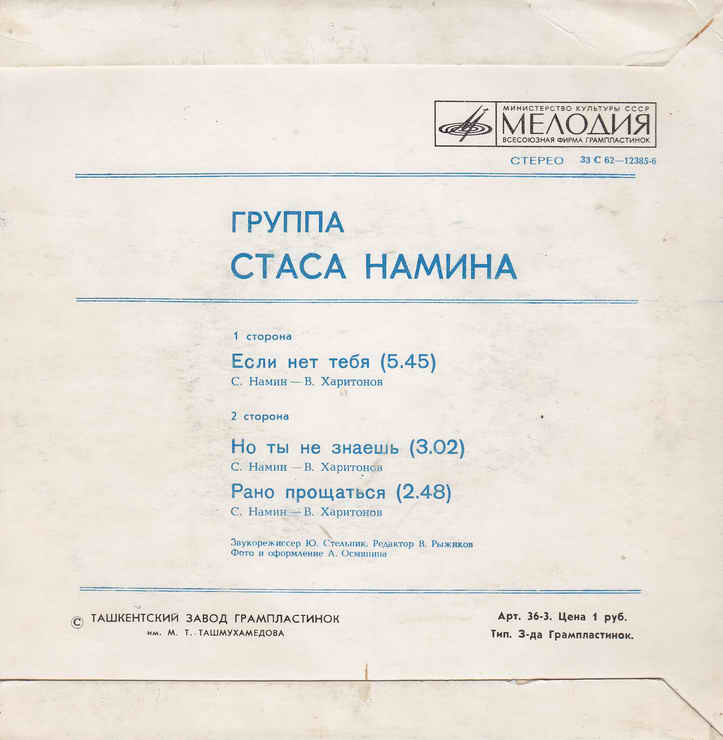 МИНИСТЕРСТВО КУЛЬТУРЫ СССР
МЕЛОДИЯ
ВСЕСОЮЗНАЯ ФИРМА ГРАМПЛАСТИНОК
СТЕРЕО 33 С 62—12385-6
ГРУППА
СТАСА НАМИНА
1 сторона
Если нет тебя (5.45)
С. Намин — В. Харитонов
2 сторона
Но ты не знаешь (3.02)
С. Намин — В. Харитонов
Рано прощаться (2.48)
С. Намин — В. Харитонов
Звукорежиссер Ю. Стельник. Редактор В. Рыжиков
Фото и оформление А. Осмицина
© ТАШКЕНТСКИЙ ЗАВОД ГРАМПЛАСТИНОК
им. М. Т. ТАШМУХАМЕДОВА
Арт. 36-3. Цена 1 руб.
Тип. З-да Грампластинок.